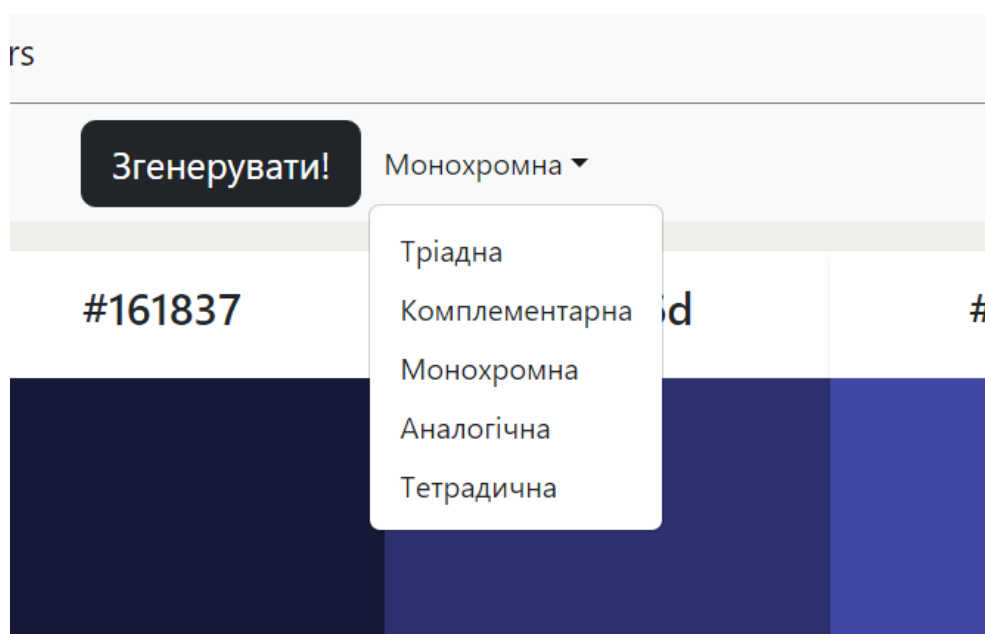 rs
Згенерувати! Монохромна
Тріадна
#161837 d #
Комплементарна
Монохромна
Аналогічна
Тетрадична